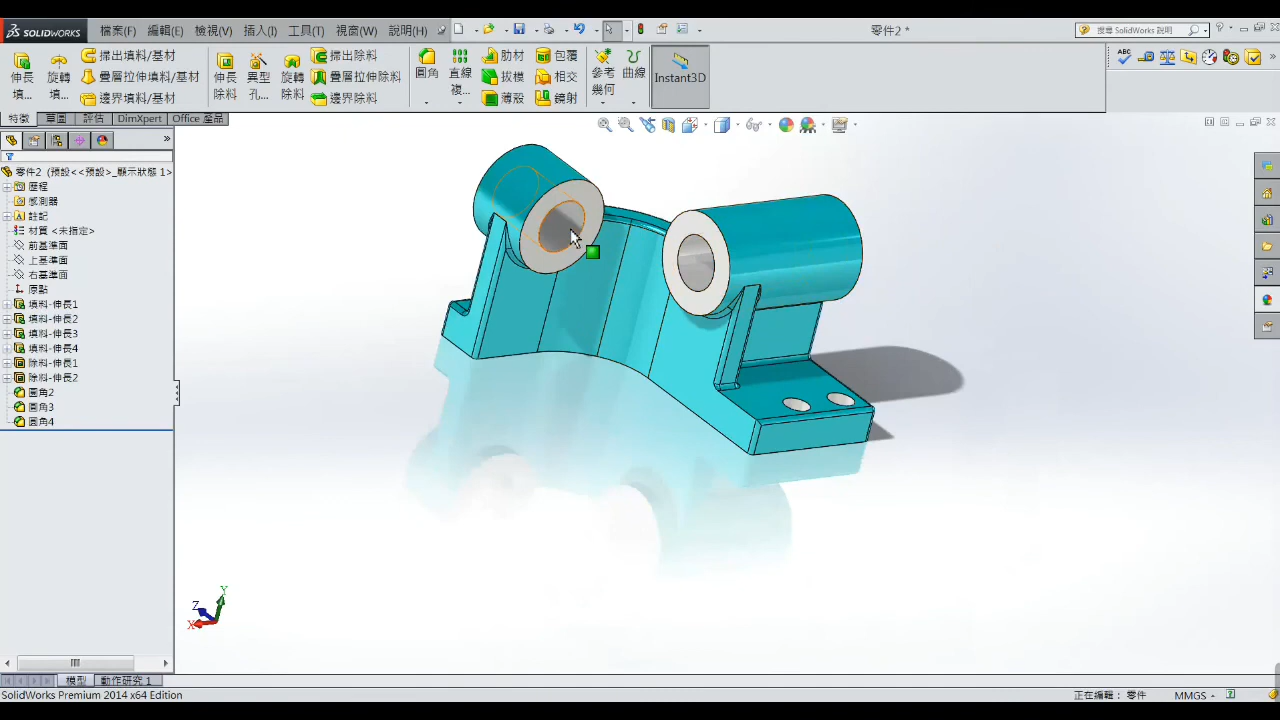 SOLIDWORKS 檔案(F) 編輯(E) 檢視(V) 插入(I) 工具(T) 視窗(W) 說明(H) 零件2 * 搜尋 SOLIDWORKS 說明
伸長填... 旋轉填... 掃出填料/基材 疊層拉伸填料/基材 邊界填料/基材
伸長除料 異型孔... 旋轉除料 掃出除料 疊層拉伸除料 邊界除料
圓角 直線複... 肋材 拔模 薄殼 包覆 相交 鏡射 參考幾何 曲線 Instant3D
特徵 草圖 評估 DimXpert Office 產品
零件2 (預設<<預設>_顯示狀態 1>)
歷程
感測器
註記
材質 <未指定>
前基準面
上基準面
右基準面
原點
填料-伸長1
填料-伸長2
填料-伸長3
填料-伸長4
除料-伸長1
除料-伸長2
圓角2
圓角3
圓角4
Y
Z
X
模型 動作研究 1
SolidWorks Premium 2014 x64 Edition 正在編輯: 零件 MMGS